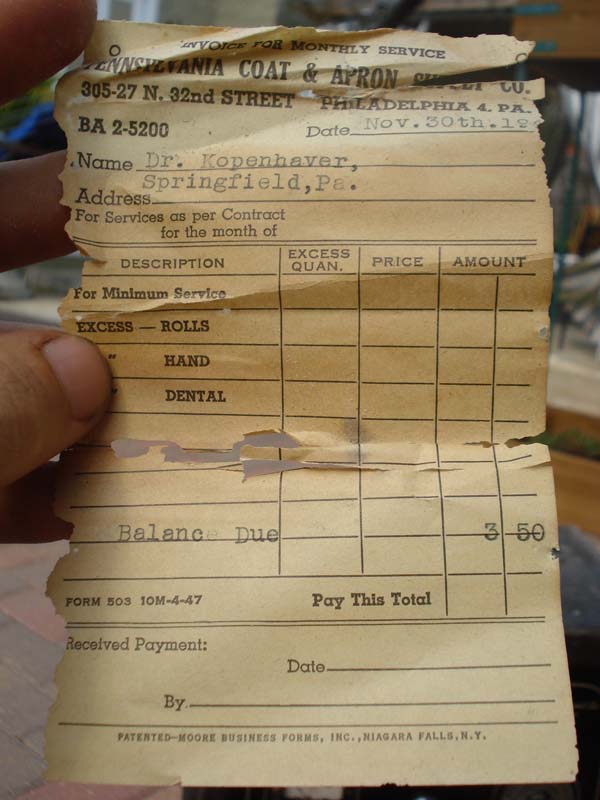 INVOICE FOR MONTHLY SERVICE
PENNSYLVANIA COAT & APRON SUPPLY CO.
305-27 N. 32nd STREET PHILADELPHIA 4, PA.
BA 2-5200
Date Nov.30th.19
Name Dr. Kopenhaver,
Springfield,Pa.
Address
For Services as per Contract
for the month of
DESCRIPTION EXCESS QUAN. PRICE AMOUNT
For Minimum Service
EXCESS — ROLLS
" HAND
" DENTAL
Balance Due 3 50
FORM 503 10M-4-47 Pay This Total
Received Payment:
Date
By
PATENTED—MOORE BUSINESS FORMS, INC., NIAGARA FALLS, N.Y.